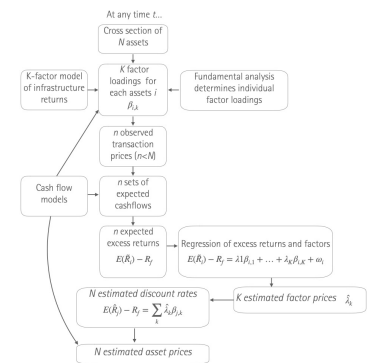 At any time t...
Cross section of
N assets
K-factor model
of infrastructure
returns
K factor
loadings for
each assets i
β_{i,k}
Fundamental analysis
determines individual
factor loadings
n observed
transaction
prices (n<N)
Cash flow
models
n sets of
expected
cashflows
n expected
excess returns
E(R̃_i) − R_f
Regression of excess returns and factors
E(R̃_i) − R_f = λ1β_{i,1} + … + λ_Kβ_{i,K} + ω_i
N estimated discount rates
E(R̂_j) − R_f = ∑_k λ̂_kβ_{j,k}
K estimated factor prices λ̂_k
N estimated asset prices